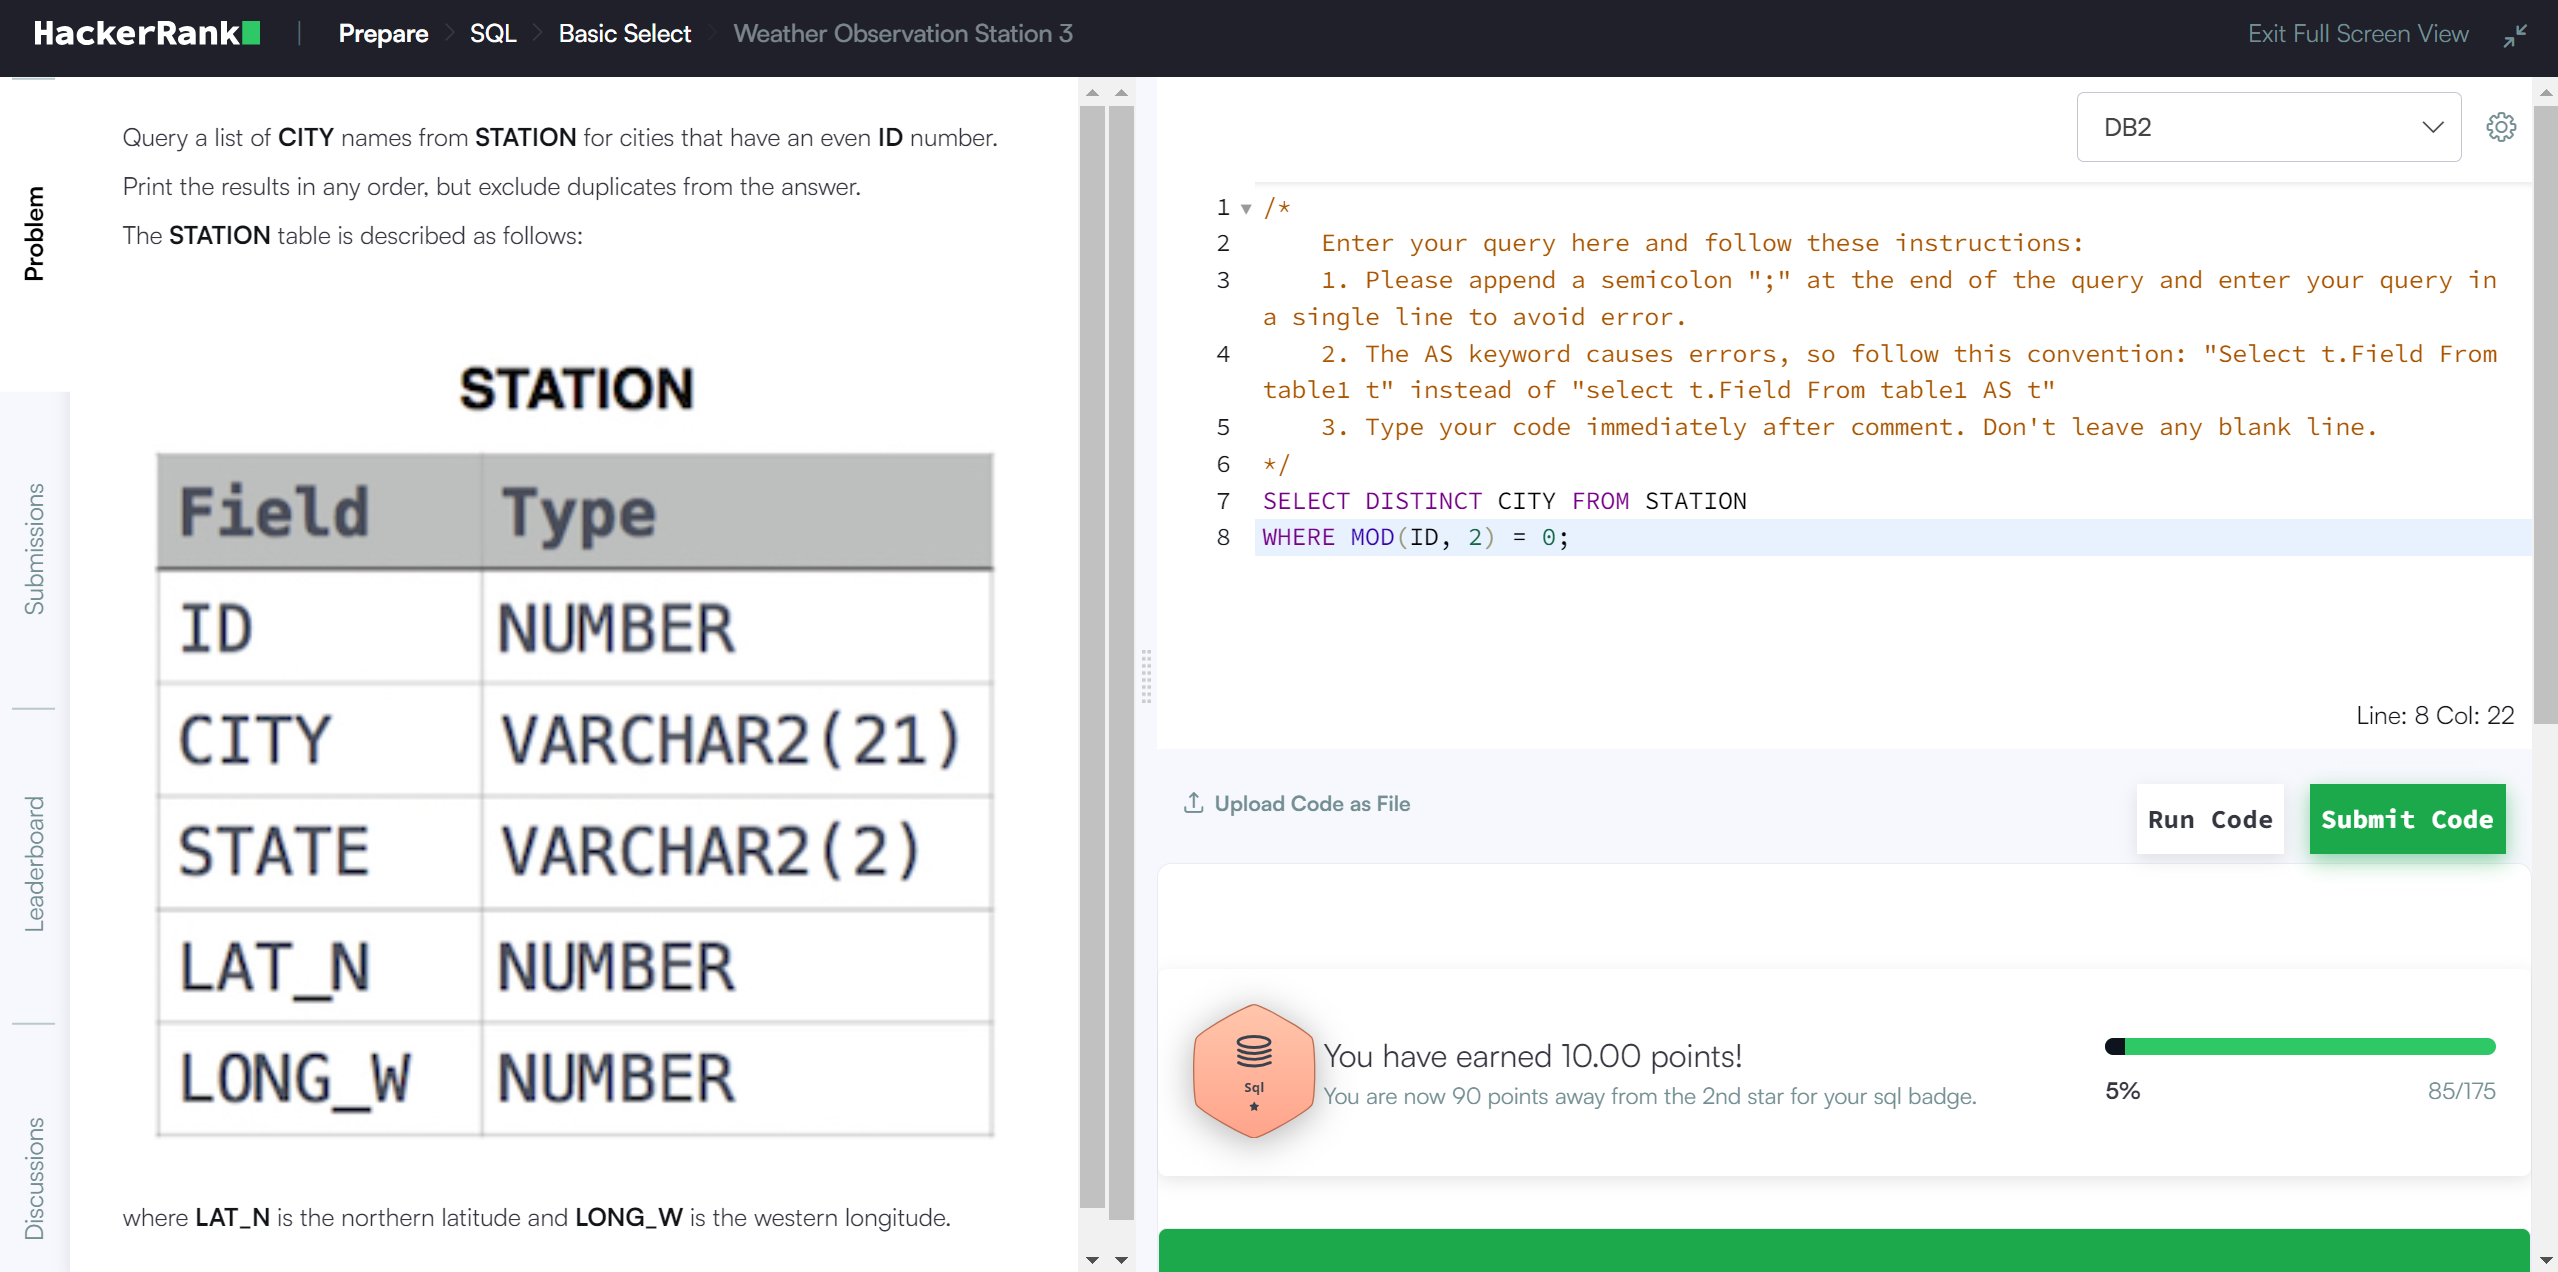 HackerRank
Prepare
SQL
Basic Select
Weather Observation Station 3
Exit Full Screen View
Problem
Submissions
Leaderboard
Discussions
Query a list of CITY names from STATION for cities that have an even ID number.
Print the results in any order, but exclude duplicates from the answer.
The STATION table is described as follows:
STATION
Field Type
ID NUMBER
CITY VARCHAR2(21)
STATE VARCHAR2(2)
LAT_N NUMBER
LONG_W NUMBER
where LAT_N is the northern latitude and LONG_W is the western longitude.
DB2
1 /*
2 Enter your query here and follow these instructions:
3 1. Please append a semicolon ";" at the end of the query and enter your query in
a single line to avoid error.
4 2. The AS keyword causes errors, so follow this convention: "Select t.Field From
table1 t" instead of "select t.Field From table1 AS t"
5 3. Type your code immediately after comment. Don't leave any blank line.
6 */
7 SELECT DISTINCT CITY FROM STATION
8 WHERE MOD(ID, 2) = 0;
Line: 8 Col: 22
Upload Code as File
Run Code
Submit Code
Sql
You have earned 10.00 points!
You are now 90 points away from the 2nd star for your sql badge.
5%
85/175